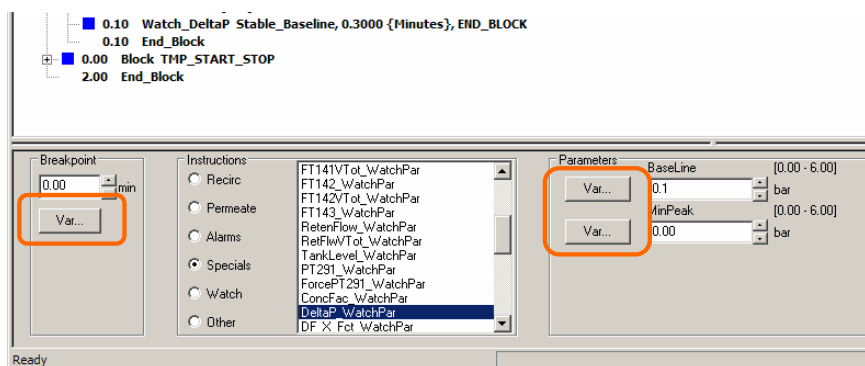 0.10 Watch_DeltaP Stable_Baseline, 0.3000 {Minutes}, END_BLOCK
0.10 End_Block
0.00 Block TMP_START_STOP
2.00 End_Block
Breakpoint
0.00 min
Var...
Instructions
Recirc
Permeate
Alarms
Specials
Watch
Other
FT141VTot_WatchPar
FT142_WatchPar
FT142VTot_WatchPar
FT143_WatchPar
RetenFlow_WatchPar
RetFlwVTot_WatchPar
TankLevel_WatchPar
PT291_WatchPar
ForcePT291_WatchPar
ConcFac_WatchPar
DeltaP_WatchPar
DF_X_Fct_WatchPar
Parameters
BaseLine [0.00 - 6.00]
Var... 0.1 bar
MinPeak [0.00 - 6.00]
Var... 0.00 bar
Ready